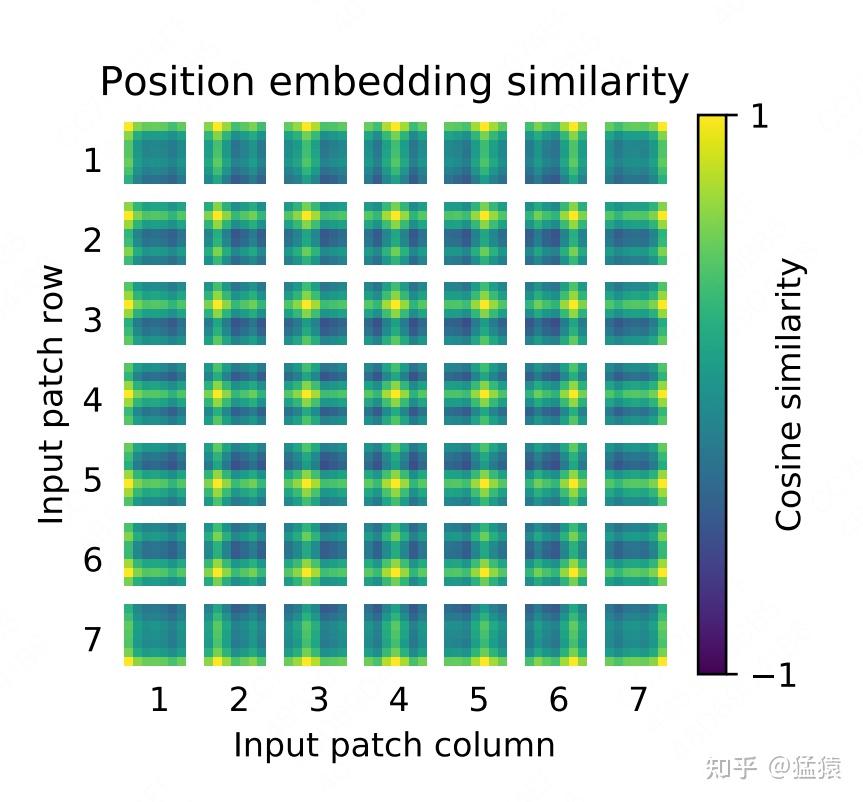 Position embedding similarity
1
1
2
3
4
5
6
7
Input patch row
Cosine similarity
−1
1 2 3 4 5 6 7
Input patch column
知乎 @猛猿